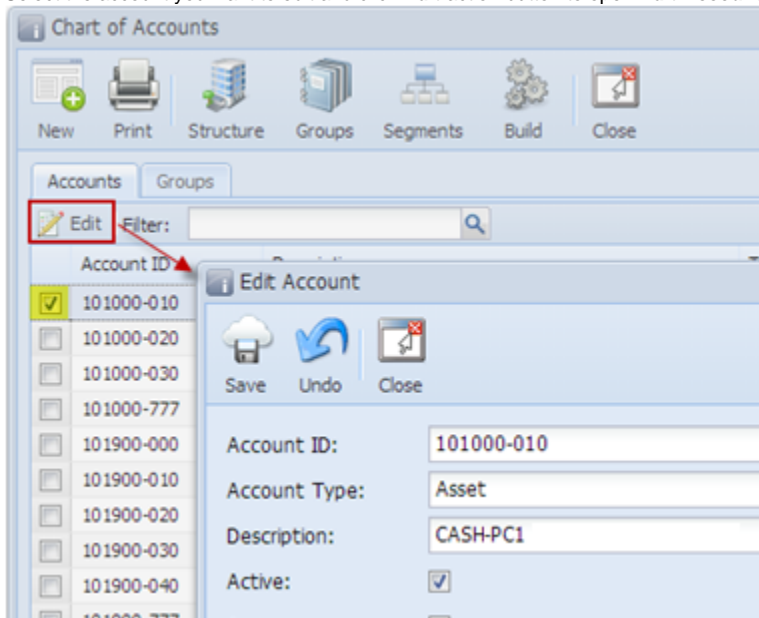 Chart of Accounts
New Print Structure Groups Segments Build Close
Accounts Groups
Edit Filter:
Account ID
101000-010
101000-020
101000-030
101000-777
101900-000
101900-010
101900-020
101900-030
101900-040
Edit Account
Save Undo Close
Account ID: 101000-010
Account Type: Asset
Description: CASH-PC1
Active: